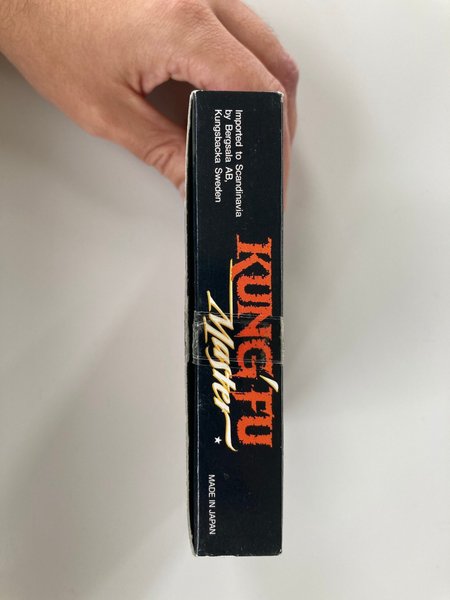 Imported to Scandinavia
by Bergsala AB,
Kungsbacka Sweden
KUNG'FU
Master
MADE IN JAPAN